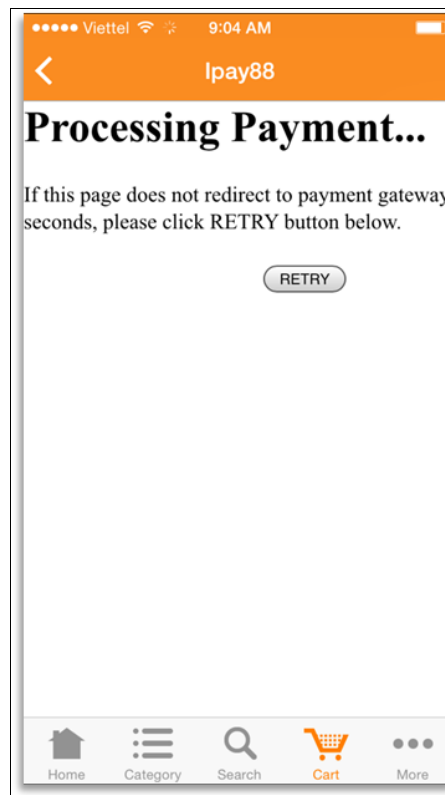 Viettel 9:04 AM
Ipay88
Processing Payment...
If this page does not redirect to payment gateway
seconds, please click RETRY button below.
RETRY
Home Category Search Cart More